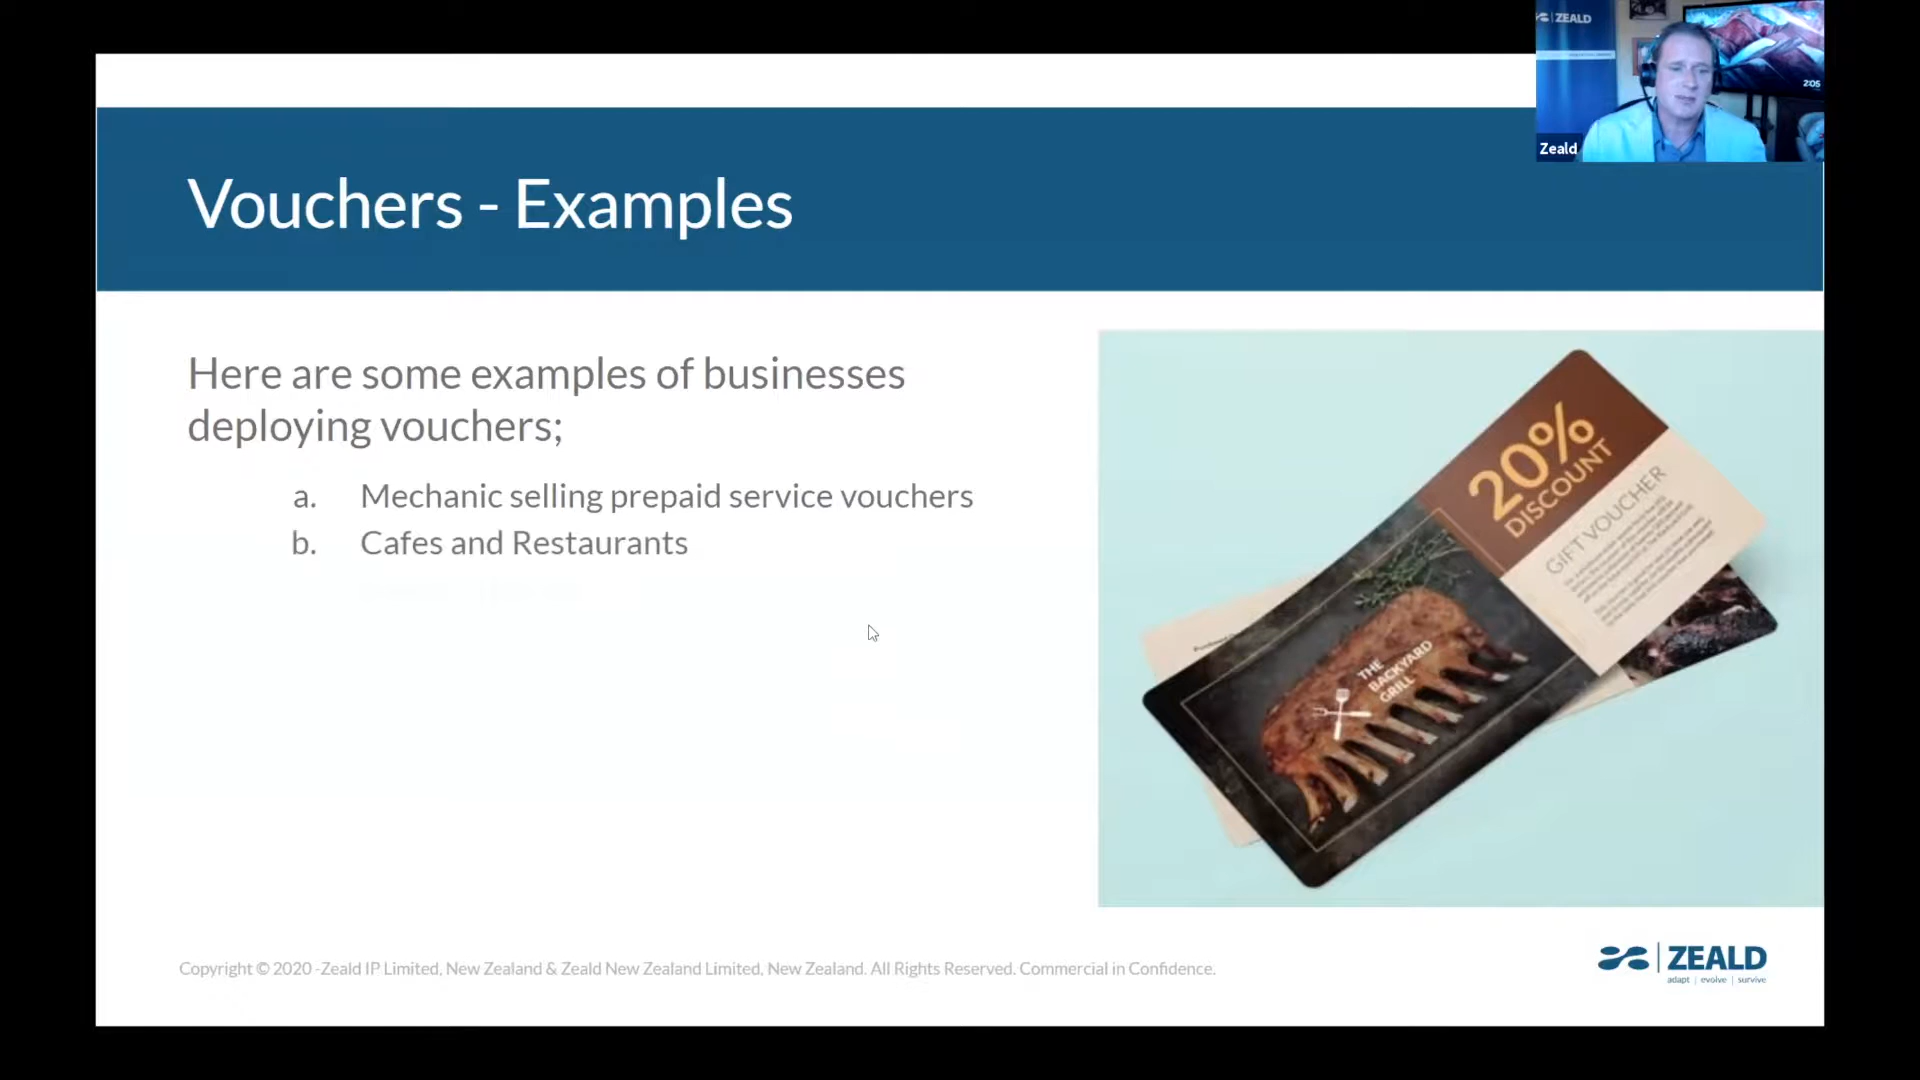 ZEALD
2:05
Zeald
Vouchers - Examples
Here are some examples of businesses
deploying vouchers;
a. Mechanic selling prepaid service vouchers
b. Cafes and Restaurants
20%
DISCOUNT
GIFT VOUCHER
THE
BACKYARD
GRILL
Copyright © 2020 -Zeald IP Limited, New Zealand & Zeald New Zealand Limited, New Zealand. All Rights Reserved. Commercial in Confidence.
ZEALD
adapt | evolve | survive